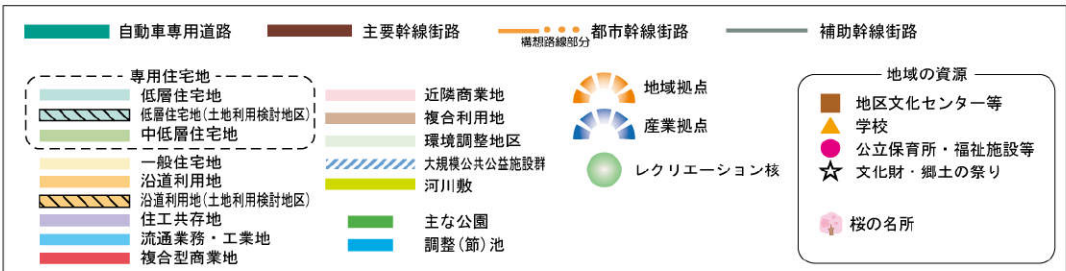 自動車専用道路
主要幹線街路
構想路線部分
都市幹線街路
補助幹線街路
専用住宅地
低層住宅地
低層住宅地(土地利用検討地区)
中低層住宅地
一般住宅地
沿道利用地
沿道利用地(土地利用検討地区)
住工共存地
流通業務・工業地
複合型商業地
近隣商業地
複合利用地
環境調整地区
大規模公共公益施設群
河川敷
主な公園
調整(節)池
地域拠点
産業拠点
レクリエーション核
地域の資源
地区文化センター等
学校
公立保育所・福祉施設等
文化財・郷土の祭り
桜の名所